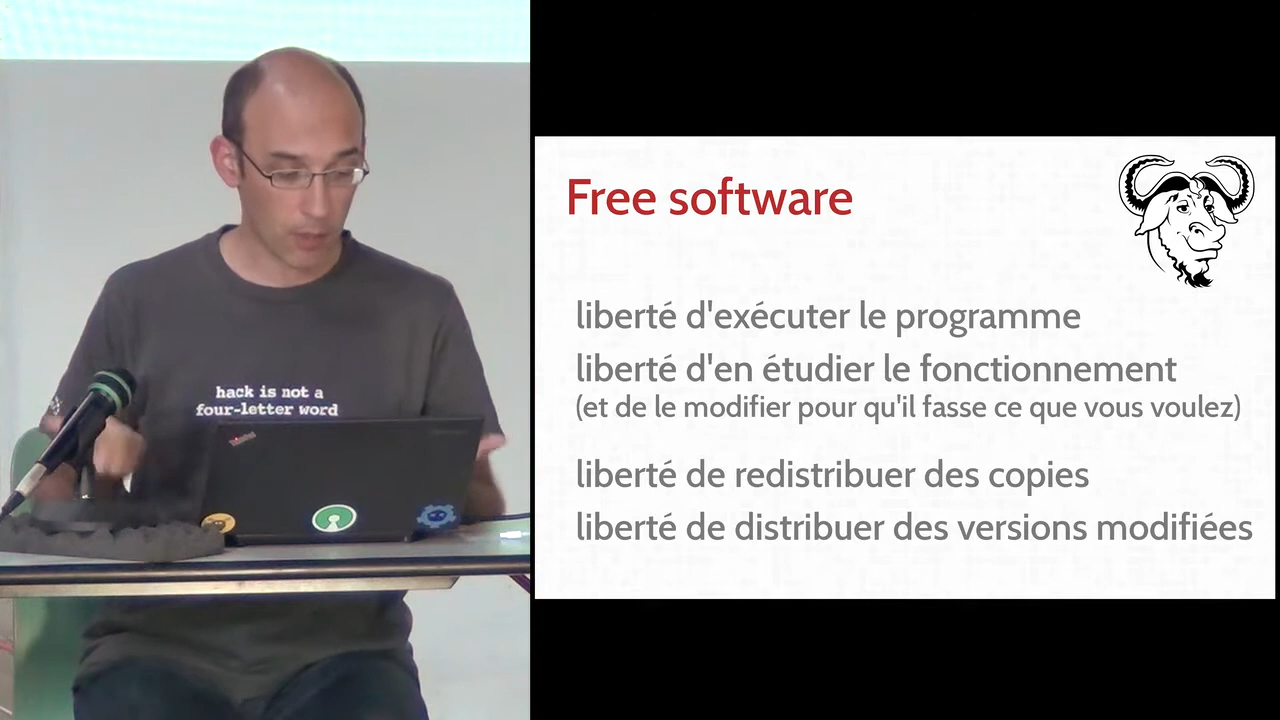 hack is not a
four-letter word
ThinkPad
Free software
liberté d'exécuter le programme
liberté d'en étudier le fonctionnement
(et de le modifier pour qu'il fasse ce que vous voulez)
liberté de redistribuer des copies
liberté de distribuer des versions modifiées